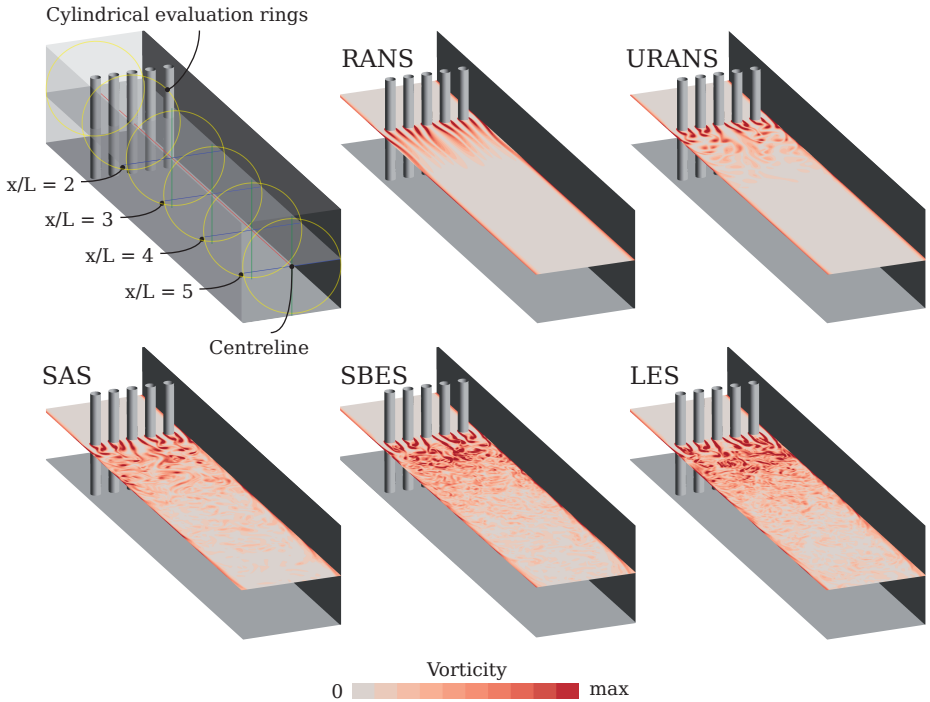 Cylindrical evaluation rings
RANS
URANS
x/L = 2
x/L = 3
x/L = 4
x/L = 5
Centreline
SAS
SBES
LES
Vorticity
0
max